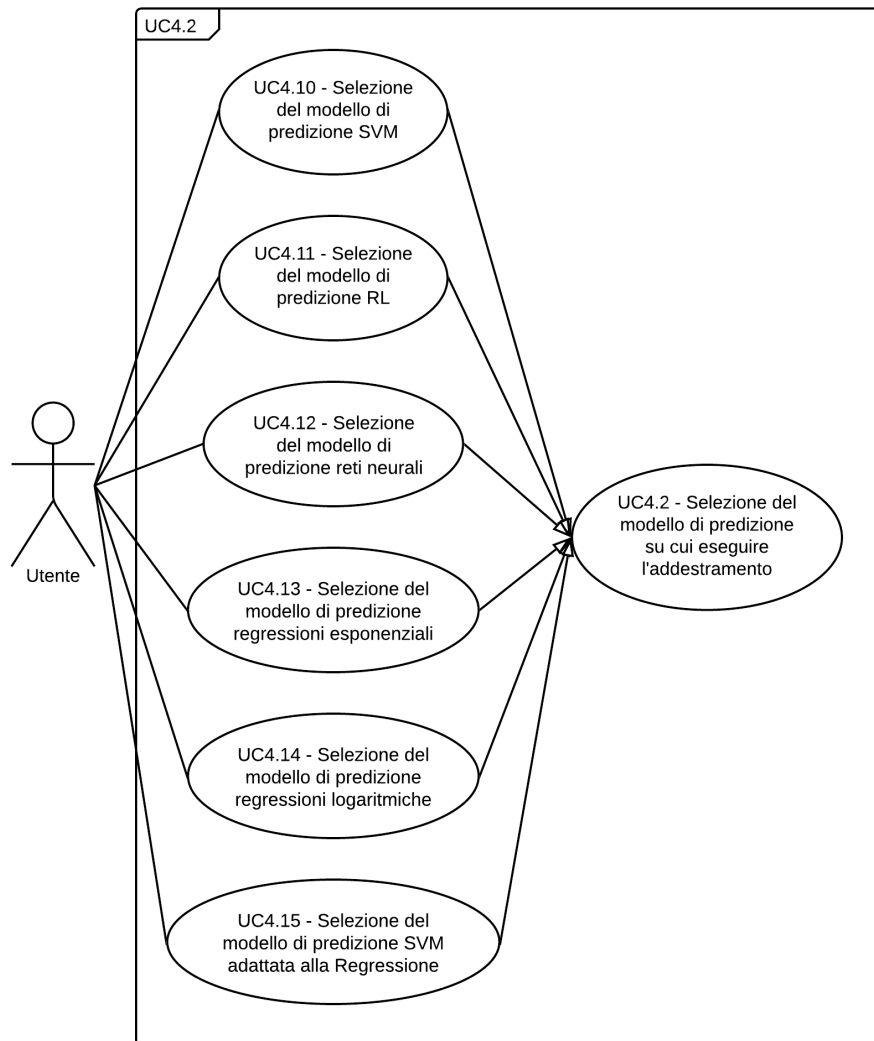 UC4.2
UC4.10 - Selezione
del modello di
predizione SVM
UC4.11 - Selezione
del modello di
predizione RL
UC4.12 - Selezione
del modello di
predizione reti neurali
UC4.13 - Selezione del
modello di predizione
regressioni esponenziali
UC4.14 - Selezione del
modello di predizione
regressioni logaritmiche
UC4.15 - Selezione del
modello di predizione SVM
adattata alla Regressione
Utente
UC4.2 - Selezione del
modello di predizione
su cui eseguire
l'addestramento